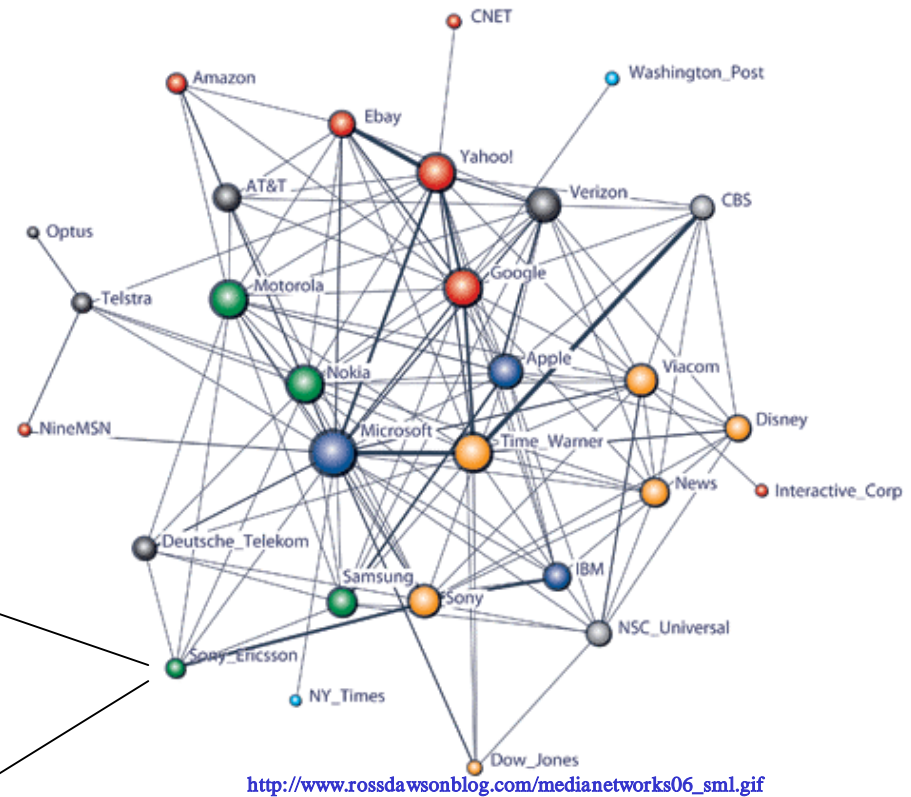 CNET
Washington_Post
Amazon
Ebay
Yahoo!
AT&T
Verizon
CBS
Optus
Google
Motorola
Telstra
Apple
Viacom
Nokia
Disney
NineMSN
Microsoft
Time_Warner
News
Interactive_Corp
Deutsche_Telekom
IBM
Samsung
Sony
NSC_Universal
Sony_Ericsson
NY_Times
Dow_Jones
http://www.rossdawsonblog.com/medianetworks06_sml.gif